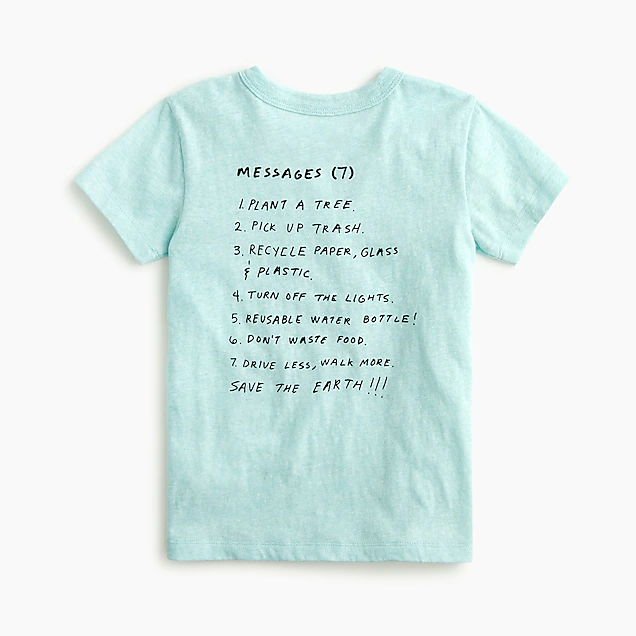 MESSAGES (7)
1. PLANT A TREE.
2. PICK UP TRASH.
3. RECYCLE PAPER, GLASS
& PLASTIC.
4. TURN OFF THE LIGHTS.
5. REUSABLE WATER BOTTLE!
6. DON'T WASTE FOOD.
7. DRIVE LESS, WALK MORE.
SAVE THE EARTH!!!